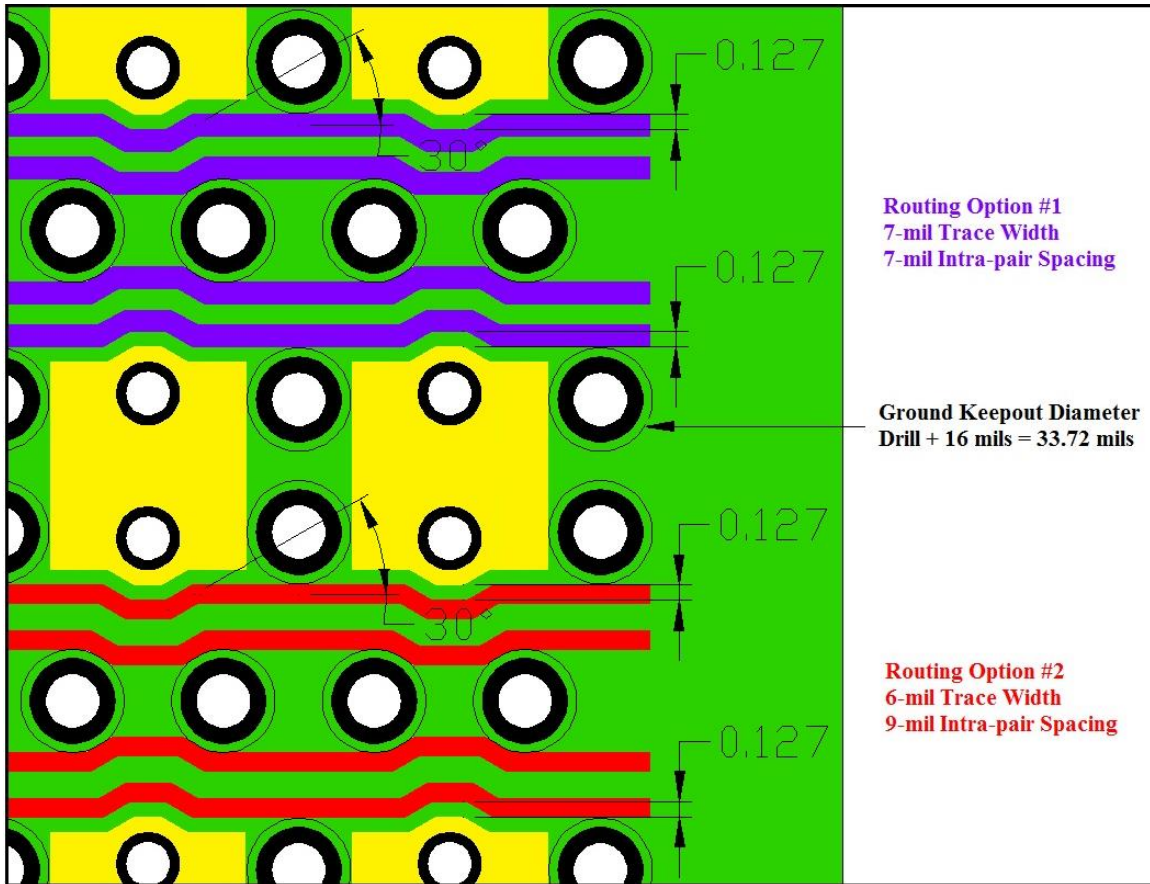 0.127
30°
Routing Option #1
7-mil Trace Width
7-mil Intra-pair Spacing
0.127
Ground Keepout Diameter
Drill + 16 mils = 33.72 mils
0.127
30°
Routing Option #2
6-mil Trace Width
9-mil Intra-pair Spacing
0.127